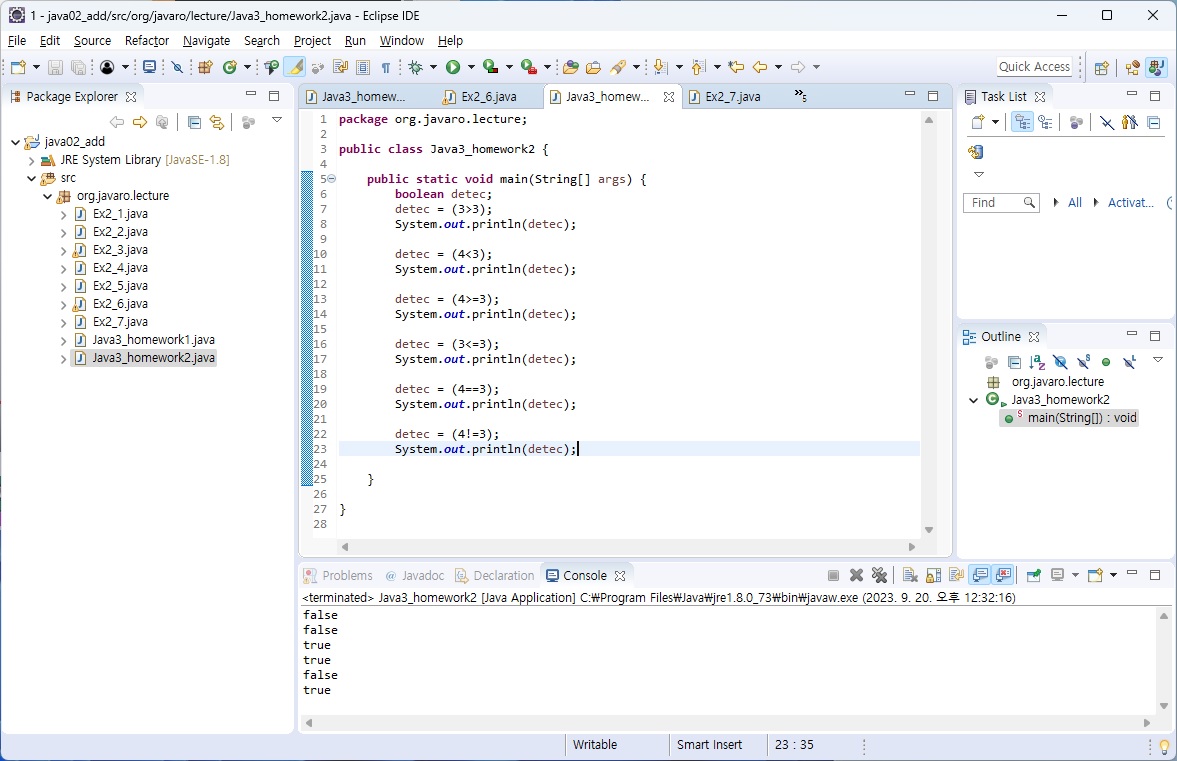 1 - java02_add/src/org/javaro/lecture/Java3_homework2.java - Eclipse IDE
File Edit Source Refactor Navigate Search Project Run Window Help
Quick Access
Package Explorer
java02_add
JRE System Library [JavaSE-1.8]
src
org.javaro.lecture
Ex2_1.java
Ex2_2.java
Ex2_3.java
Ex2_4.java
Ex2_5.java
Ex2_6.java
Ex2_7.java
Java3_homework1.java
Java3_homework2.java
Java3_homew... Ex2_6.java Java3_homew... Ex2_7.java »5
1 package org.javaro.lecture;
2
3 public class Java3_homework2 {
4
5 public static void main(String[] args) {
6 boolean detec;
7 detec = (3>3);
8 System.out.println(detec);
9
10 detec = (4<3);
11 System.out.println(detec);
12
13 detec = (4>=3);
14 System.out.println(detec);
15
16 detec = (3<=3);
17 System.out.println(detec);
18
19 detec = (4==3);
20 System.out.println(detec);
21
22 detec = (4!=3);
23 System.out.println(detec);
24
25 }
26
27 }
28
Task List
Find All Activat...
Outline
org.javaro.lecture
Java3_homework2
main(String[]) : void
Problems @ Javadoc Declaration Console
<terminated> Java3_homework2 [Java Application] C:₩Program Files₩Java₩jre1.8.0_73₩bin₩javaw.exe (2023. 9. 20. 오후 12:32:16)
false
false
true
true
false
true
Writable Smart Insert 23 : 35